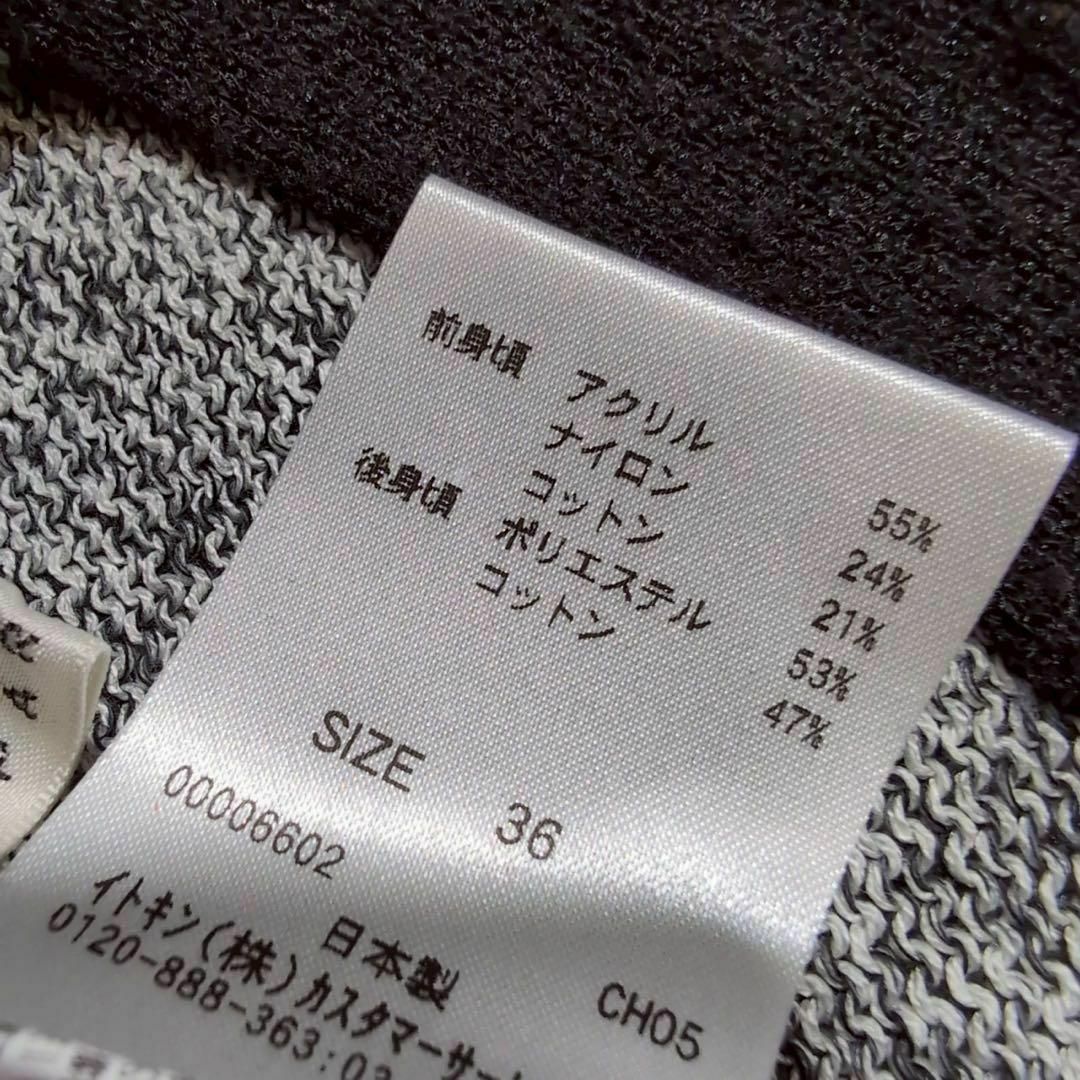 前身頃 アクリル 55%
ナイロン 24%
コットン 21%
後身頃 ポリエステル 53%
コットン 47%
SIZE 36
00006602
日本製 CH05
イトキン(株)カスタマーサ
0120-888-363:03